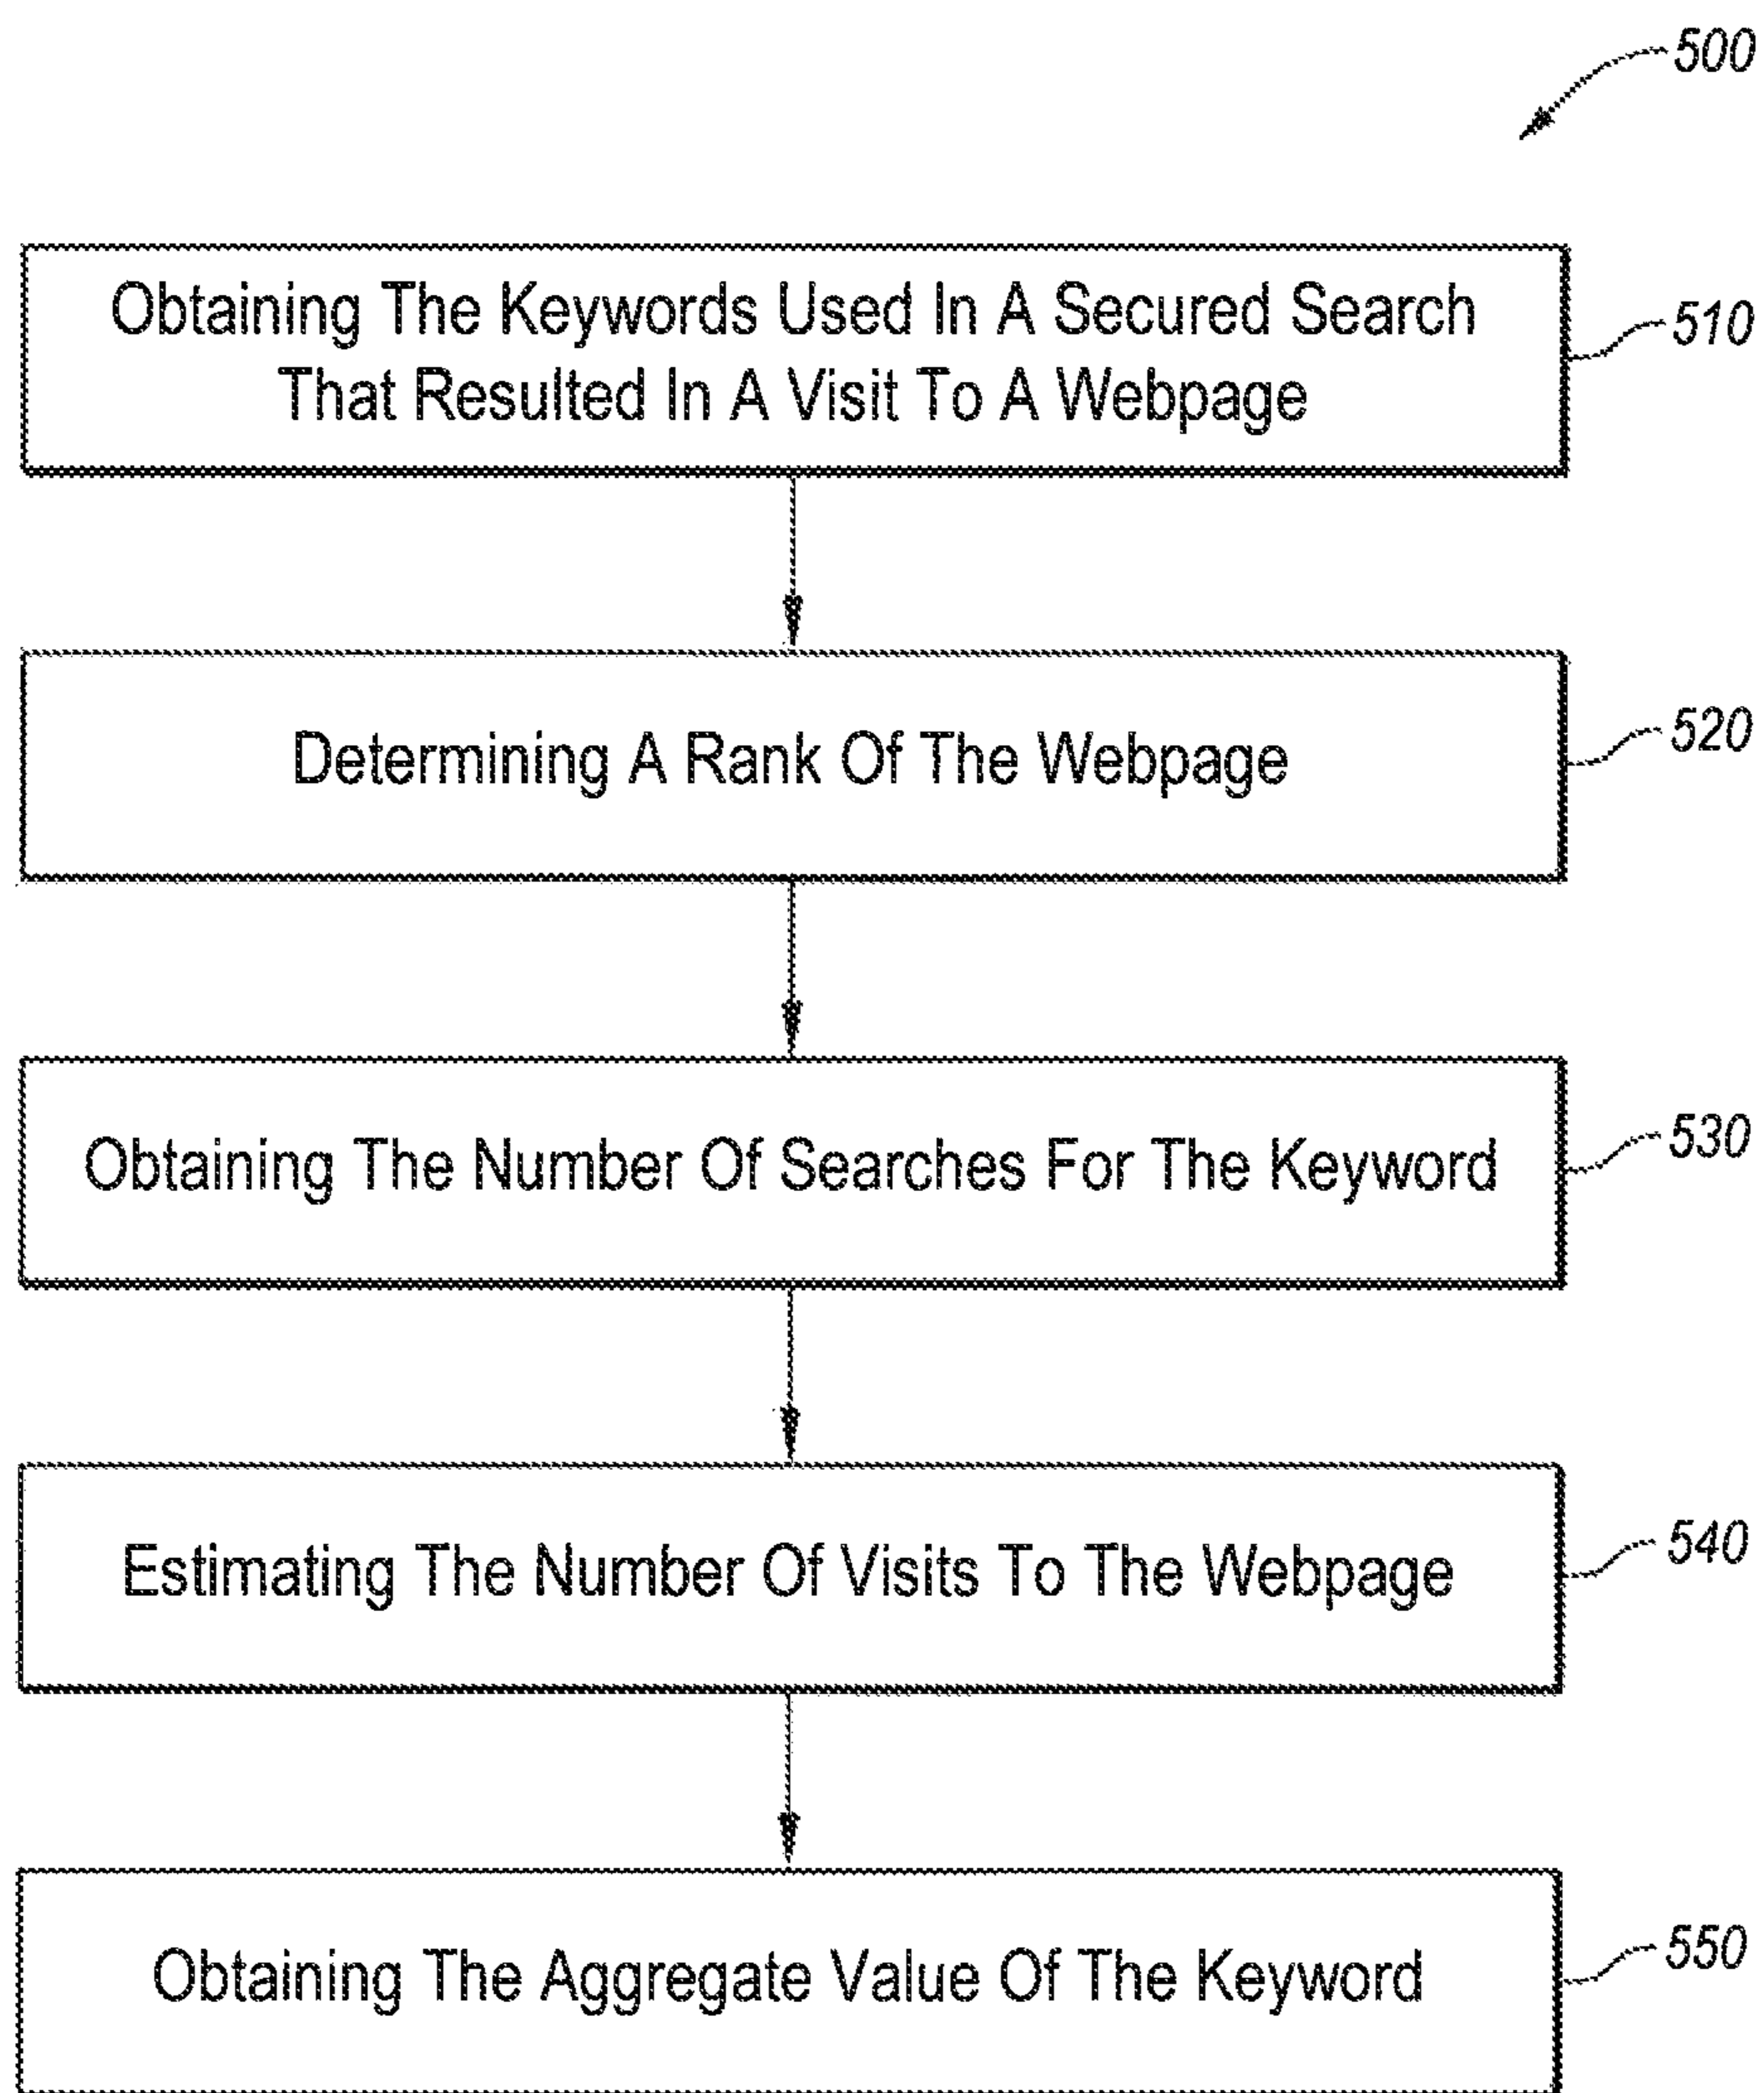 500
Obtaining The Keywords Used In A Secured Search
That Resulted In A Visit To A Webpage
510
Determining A Rank Of The Webpage
520
Obtaining The Number Of Searches For The Keyword
530
Estimating The Number Of Visits To The Webpage
540
Obtaining The Aggregate Value Of The Keyword
550